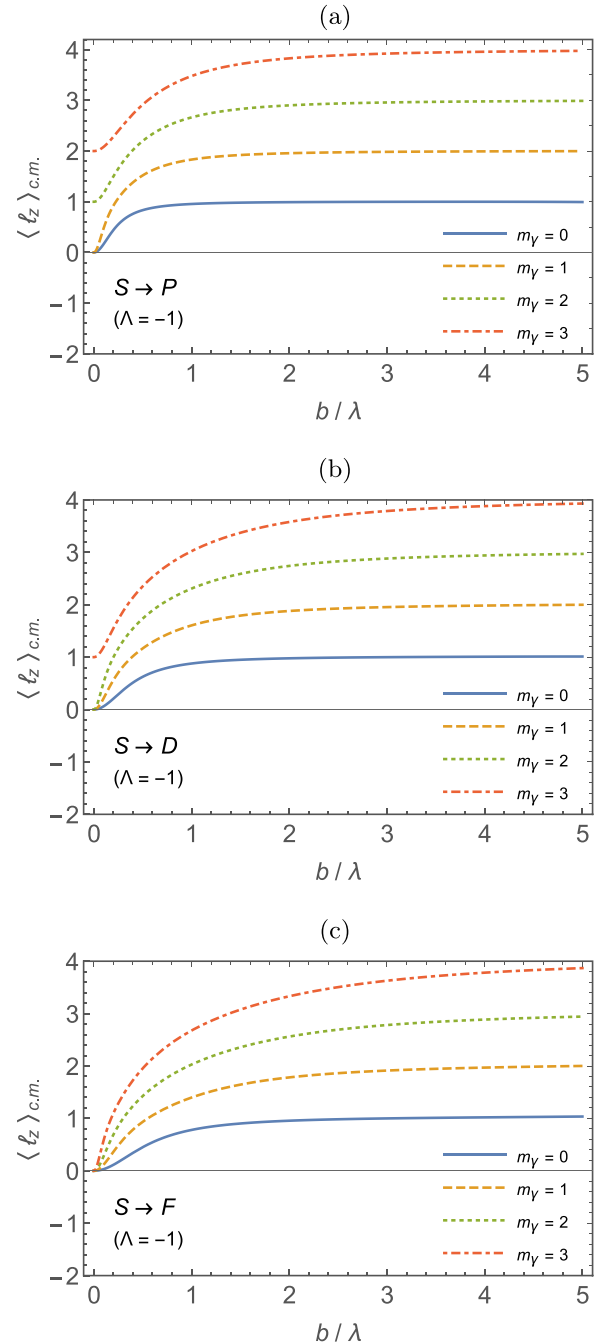 (a)
4
3
2
1
0
−1
−2
⟨ ℓz ⟩c.m.
mγ = 0
mγ = 1
mγ = 2
mγ = 3
S → P
(Λ = −1)
0 1 2 3 4 5
b / λ
(b)
4
3
2
1
0
−1
−2
⟨ ℓz ⟩c.m.
mγ = 0
mγ = 1
mγ = 2
mγ = 3
S → D
(Λ = −1)
0 1 2 3 4 5
b / λ
(c)
4
3
2
1
0
−1
−2
⟨ ℓz ⟩c.m.
mγ = 0
mγ = 1
mγ = 2
mγ = 3
S → F
(Λ = −1)
0 1 2 3 4 5
b / λ